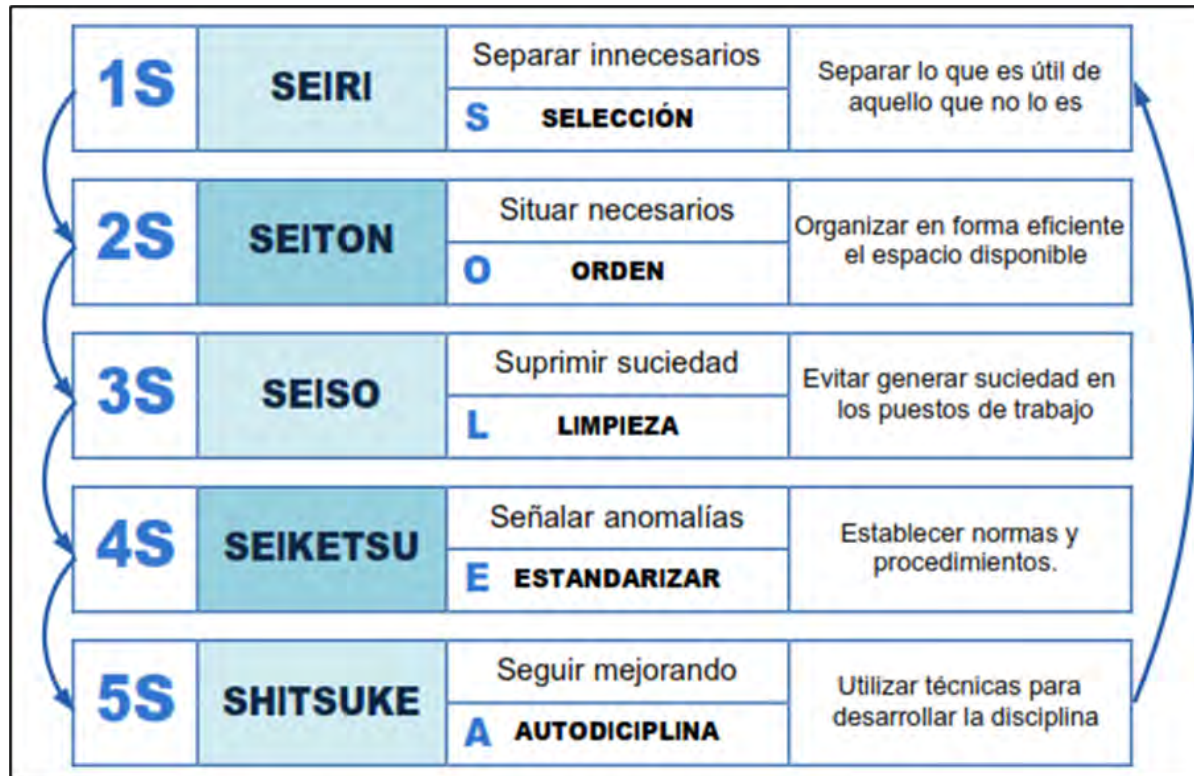 1S
SEIRI
Separar innecesarios
S SELECCIÓN
Separar lo que es útil de
aquello que no lo es
2S
SEITON
Situar necesarios
O ORDEN
Organizar en forma eficiente
el espacio disponible
3S
SEISO
Suprimir suciedad
L LIMPIEZA
Evitar generar suciedad en
los puestos de trabajo
4S
SEIKETSU
Señalar anomalías
E ESTANDARIZAR
Establecer normas y
procedimientos.
5S
SHITSUKE
Seguir mejorando
A AUTODICIPLINA
Utilizar técnicas para
desarrollar la disciplina